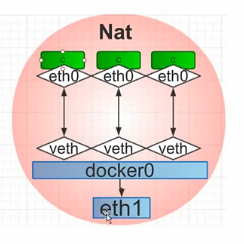 Nat
c c c
eth0 eth0 eth0
veth veth veth
docker0
eth1